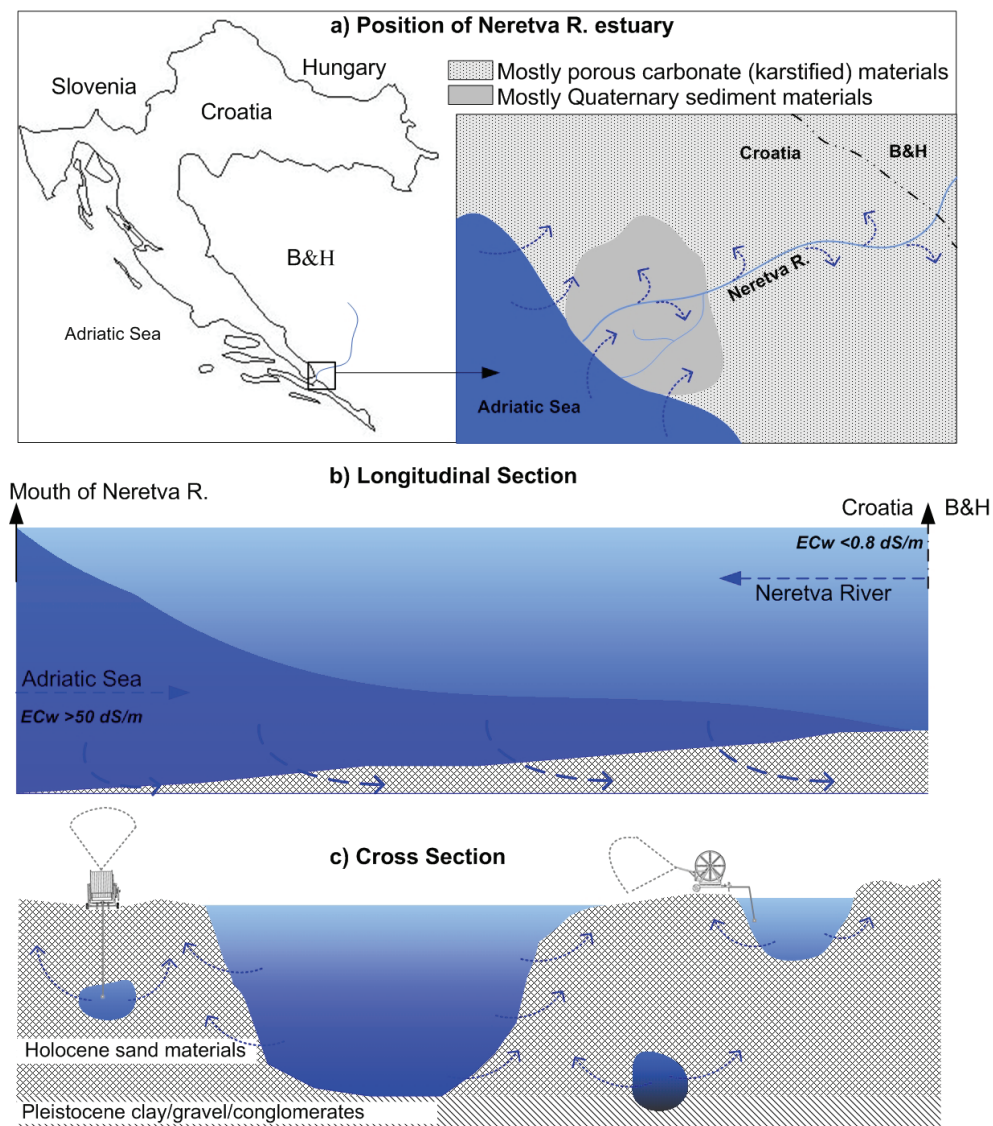 a) Position of Neretva R. estuary
Slovenia
Hungary
Croatia
Mostly porous carbonate (karstified) materials
Mostly Quaternary sediment materials
Croatia
B&H
B&H
Neretva R.
Adriatic Sea
Adriatic Sea
b) Longitudinal Section
Mouth of Neretva R.
Croatia
B&H
ECw <0.8 dS/m
Neretva River
Adriatic Sea
ECw >50 dS/m
c) Cross Section
Holocene sand materials
Pleistocene clay/gravel/conglomerates